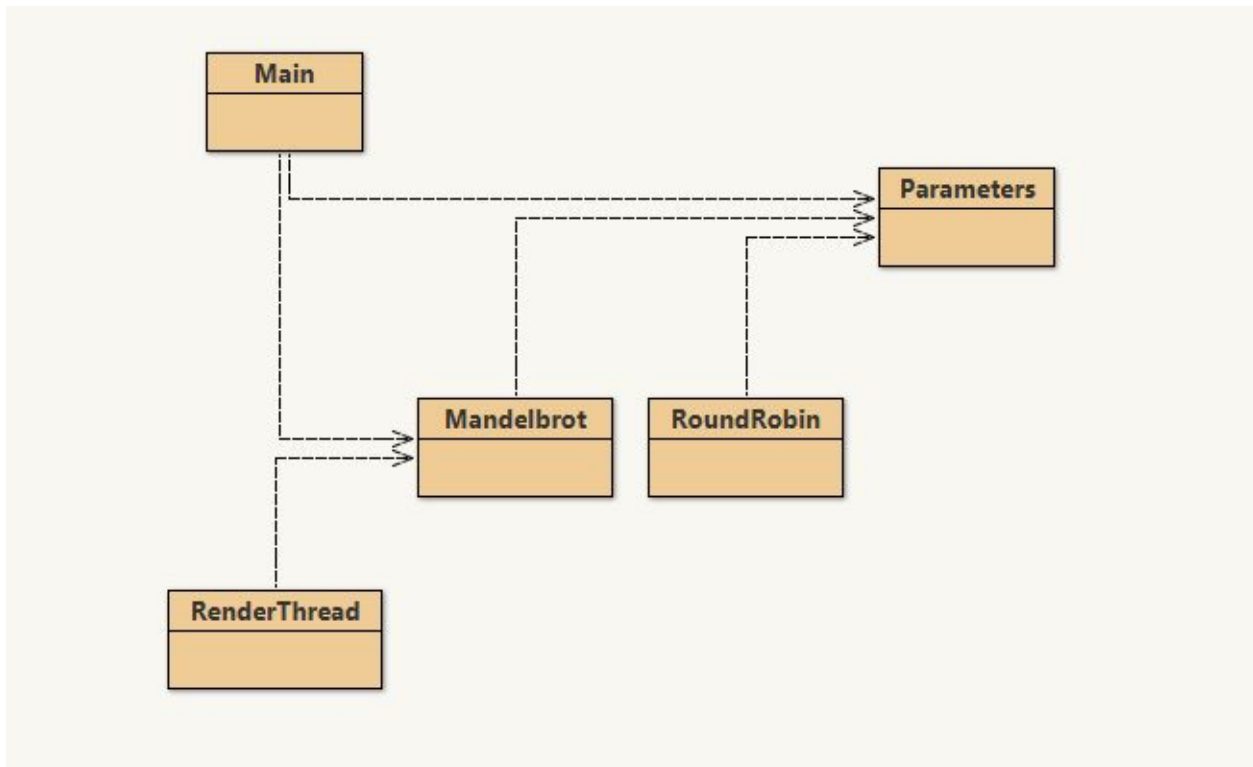 Main
Parameters
Mandelbrot
RoundRobin
RenderThread